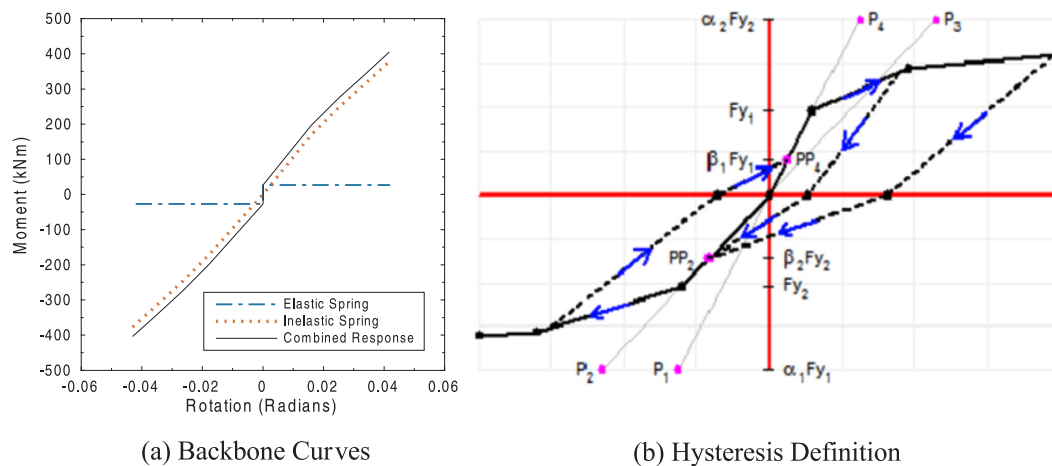 500
400
300
200
100
0
-100
-200
-300
-400
500
Moment (kNm)
-0.06
-0.04
-0.02
0
0.02
0.04
0.06
Rotation (Radians)
Elastic Spring
Inelastic Spring
Combined Response
(a) Backbone Curves
α₂Fy₂
P₄
P₃
Fy₁
β₁Fy₁
PP₄
PP₂
β₂Fy₂
Fy₂
P₂
P₁
α₁Fy₁
(b) Hysteresis Definition